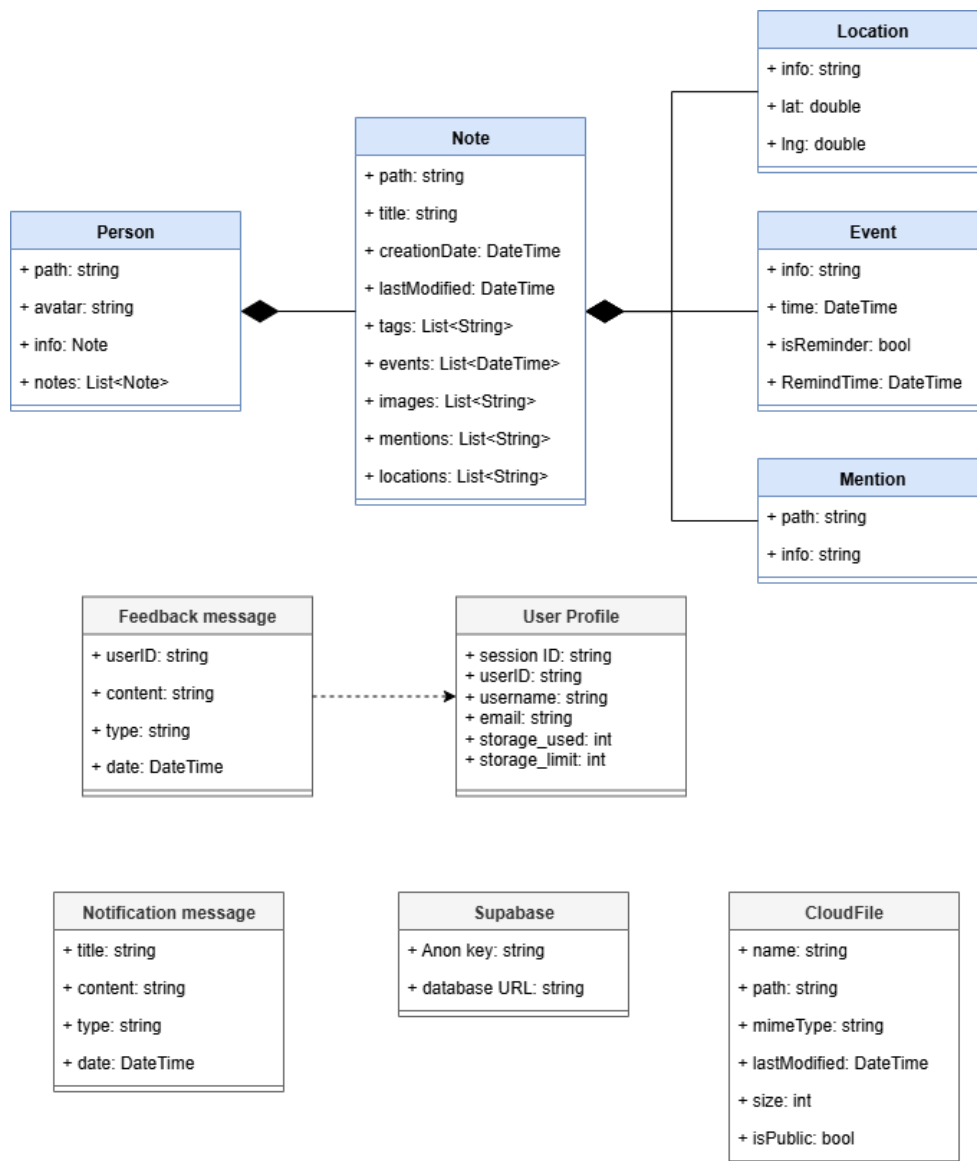 Location
+ info: string
+ lat: double
+ lng: double
Note
+ path: string
+ title: string
+ creationDate: DateTime
+ lastModified: DateTime
+ tags: List<String>
+ events: List<DateTime>
+ images: List<String>
+ mentions: List<String>
+ locations: List<String>
Person
+ path: string
+ avatar: string
+ info: Note
+ notes: List<Note>
Event
+ info: string
+ time: DateTime
+ isReminder: bool
+ RemindTime: DateTime
Mention
+ path: string
+ info: string
Feedback message
+ userID: string
+ content: string
+ type: string
+ date: DateTime
User Profile
+ session ID: string
+ userID: string
+ username: string
+ email: string
+ storage_used: int
+ storage_limit: int
Notification message
+ title: string
+ content: string
+ type: string
+ date: DateTime
Supabase
+ Anon key: string
+ database URL: string
CloudFile
+ name: string
+ path: string
+ mimeType: string
+ lastModified: DateTime
+ size: int
+ isPublic: bool